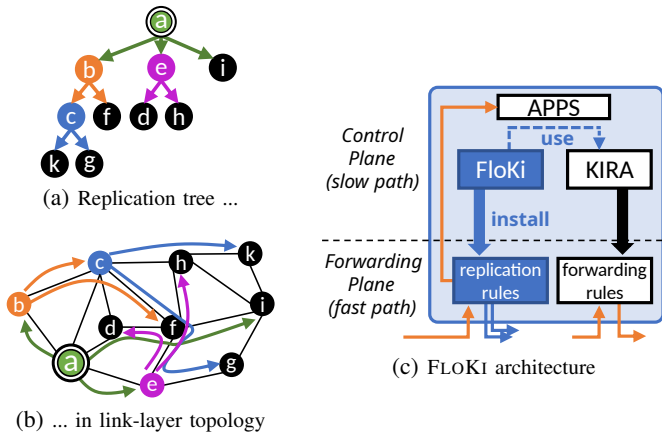 a
b
e
i
c
f
d
h
k
g
(a) Replication tree ...
c
h
k
b
i
d
f
a
e
g
(b) ... in link-layer topology
APPS
Control
Plane
(slow path)
use
FloKi
KIRA
install
Forwarding
Plane
(fast path)
replication
rules
forwarding
rules
(c) FLOKI architecture